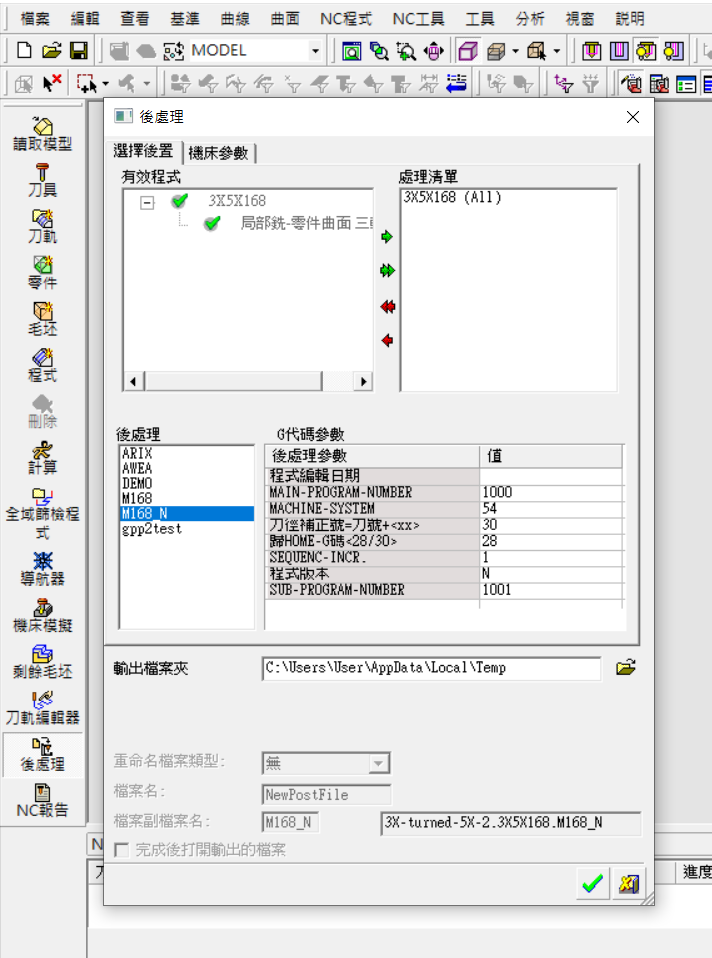 檔案 編輯 查看 基準 曲線 曲面 NC程式 NC工具 工具 分析 視窗 說明
MODEL
讀取模型
刀具
刀軌
零件
毛坯
程式
刪除
計算
全域篩檢程
式
導航器
機床模擬
剩餘毛坯
刀軌編輯器
後處理
NC報告
後處理
選擇後置 機床參數
有效程式
3X5X168
局部銑-零件曲面 三
處理清單
3X5X168 (All)
後處理
ARIX
AWEA
DEMO
M168
M168_N
gpp2test
G代碼參數
後處理參數 值
程式編輯日期
MAIN-PROGRAM-NUMBER 1000
MACHINE-SYSTEM 54
刀徑補正號=刀號+<xx> 30
歸HOME-G碼<28/30> 28
SEQUENC-INCR. 1
程式版本 N
SUB-PROGRAM-NUMBER 1001
輸出檔案夾 C:\Users\User\AppData\Local\Temp
重命名檔案類型: 無
檔案名: NewPostFile
檔案副檔案名: M168_N 3X-turned-5X-2.3X5X168.M168_N
完成後打開輸出的檔案
N
進度